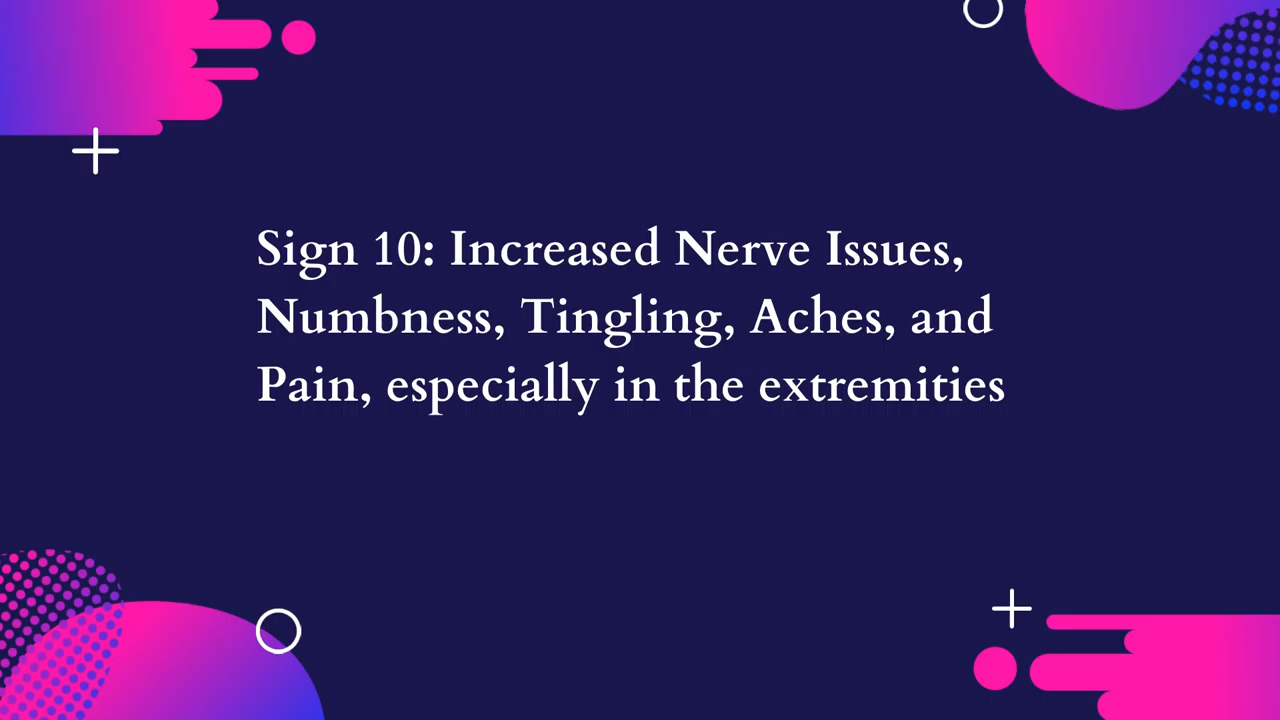 Sign 10: Increased Nerve Issues,
Numbness, Tingling, Aches, and
Pain, especially in the extremities